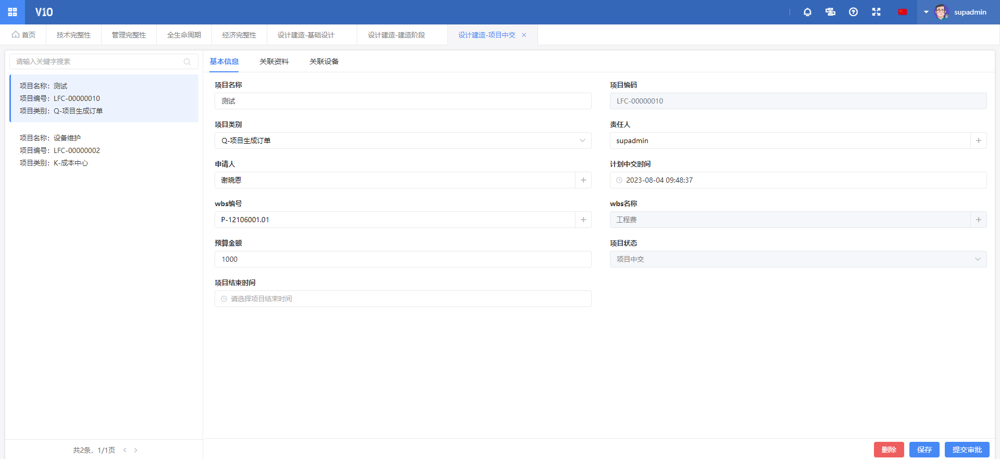 V10
supadmin
首页
技术完整性
管理完整性
全生命周期
经济完整性
设计建造-基础设计
设计建造-建造阶段
设计建造-项目中交
请输入关键字搜索
项目名称：测试
项目编号：LFC-00000010
项目类别：Q-项目生成订单
项目名称：设备维护
项目编号：LFC-00000002
项目类别：K-成本中心
共2条，1/1页
基本信息
关联资料
关联设备
项目名称
测试
项目编码
LFC-00000010
项目类别
Q-项目生成订单
责任人
supadmin
申请人
谢晓恩
计划中交时间
2023-08-04 09:48:37
wbs编号
P-12106001.01
wbs名称
工程费
预算金额
1000
项目状态
项目中交
项目结束时间
请选择项目结束时间
删除
保存
提交审批